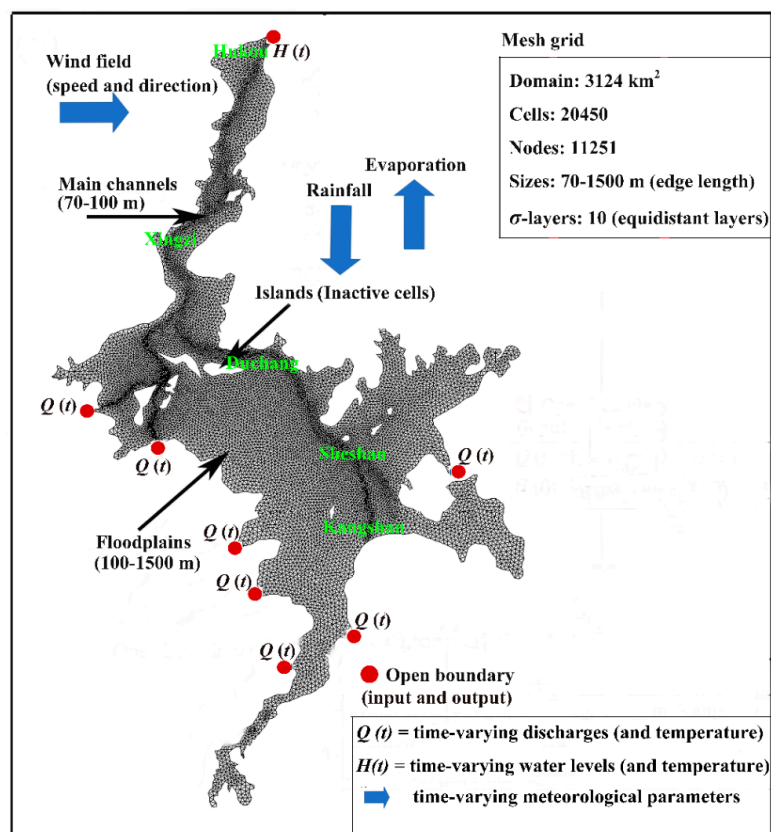 Hukou
H (t)
Wind field
(speed and direction)
Mesh grid
Domain: 3124 km²
Cells: 20450
Nodes: 11251
Sizes: 70-1500 m (edge length)
σ-layers: 10 (equidistant layers)
Evaporation
Rainfall
Main channels
(70-100 m)
Xingzi
Islands (Inactive cells)
Duchang
Q (t)
Q (t)
Sheshan
Q (t)
Kangshan
Floodplains
(100-1500 m)
Q (t)
Q (t)
Q (t)
Q (t)
Open boundary
(input and output)
Q (t) = time-varying discharges (and temperature)
H(t) = time-varying water levels (and temperature)
time-varying meteorological parameters